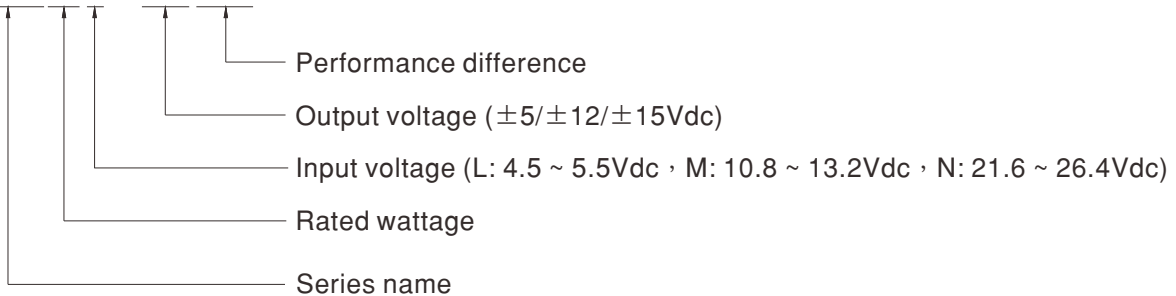 Performance difference
Output voltage (±5/±12/±15Vdc)
Input voltage (L: 4.5 ~ 5.5Vdc，M: 10.8 ~ 13.2Vdc，N: 21.6 ~ 26.4Vdc)
Rated wattage
Series name